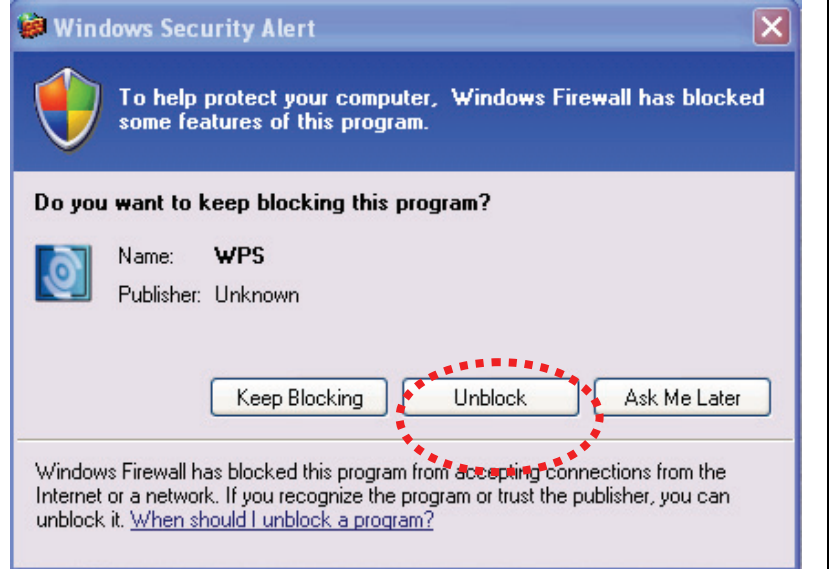 Windows Security Alert
To help protect your computer, Windows Firewall has blocked
some features of this program.
Do you want to keep blocking this program?
Name: WPS
Publisher: Unknown
Keep Blocking Unblock Ask Me Later
Windows Firewall has blocked this program from accepting connections from the
Internet or a network. If you recognize the program or trust the publisher, you can
unblock it. When should I unblock a program?